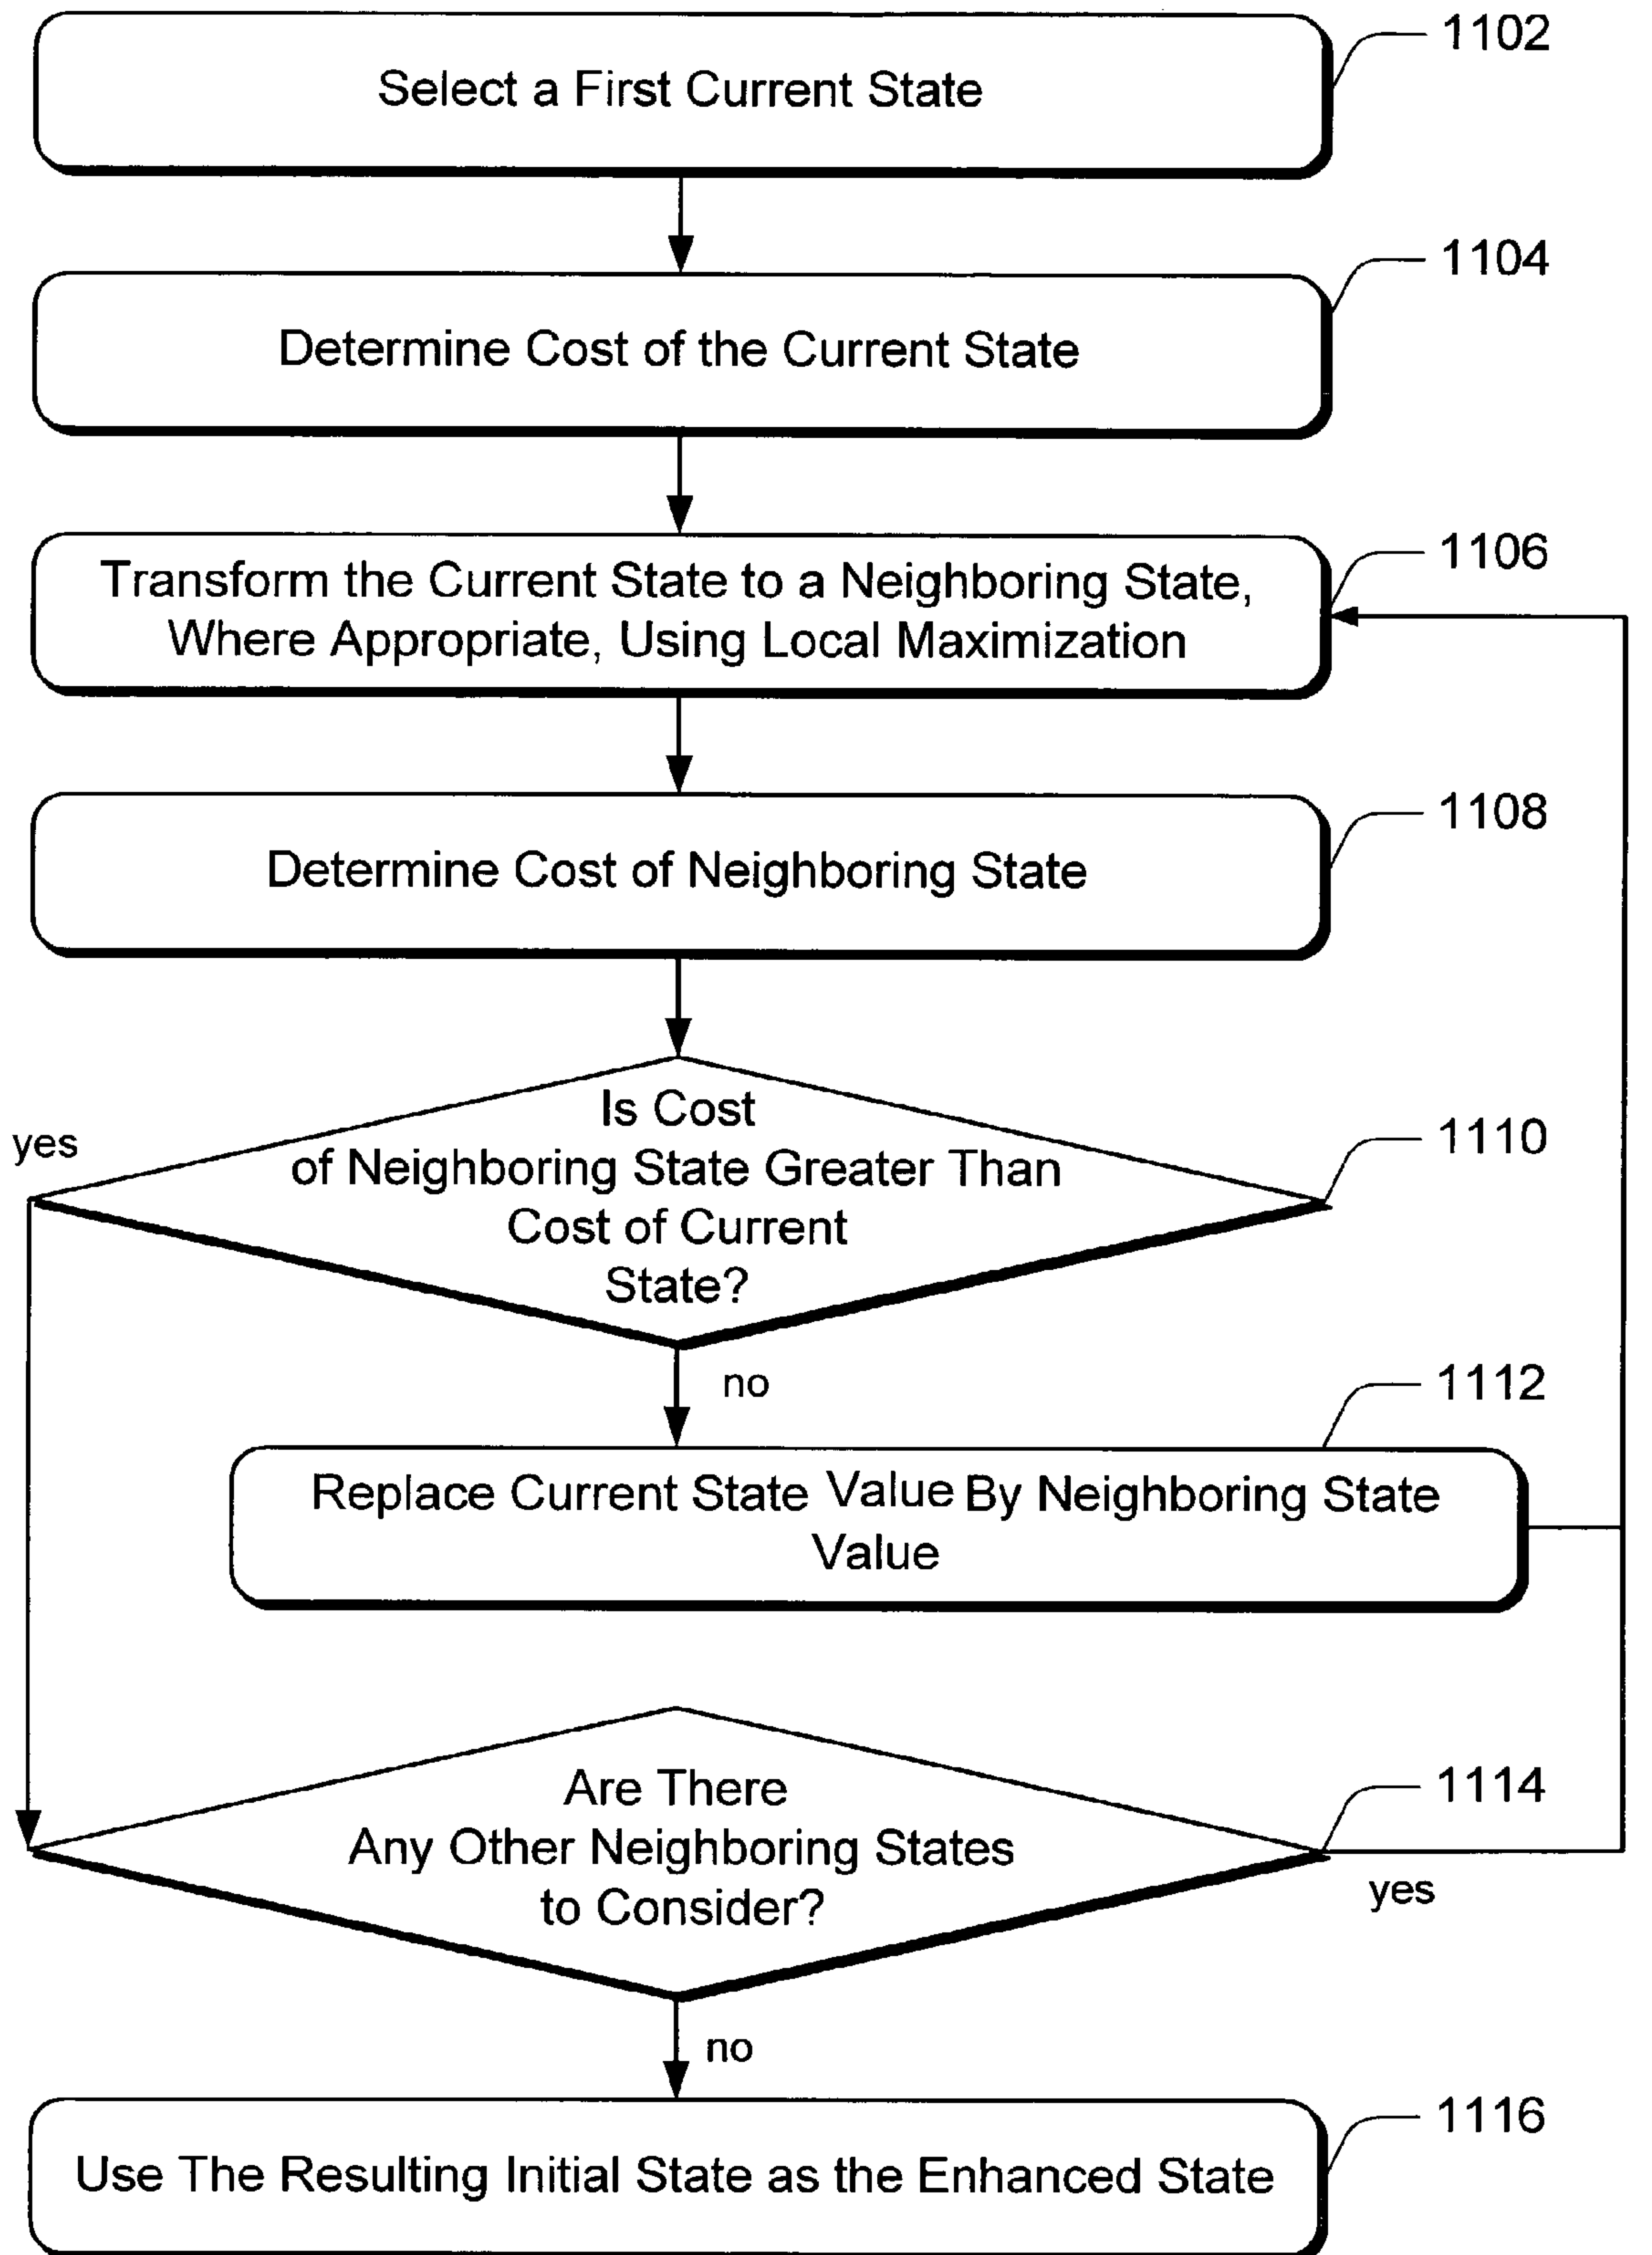 1102
Select a First Current State
1104
Determine Cost of the Current State
1106
Transform the Current State to a Neighboring State,
Where Appropriate, Using Local Maximization
1108
Determine Cost of Neighboring State
1110
yes
Is Cost
of Neighboring State Greater Than
Cost of Current
State?
no
1112
Replace Current State Value By Neighboring State
Value
1114
Are There
Any Other Neighboring States
to Consider?
yes
no
1116
Use The Resulting Initial State as the Enhanced State